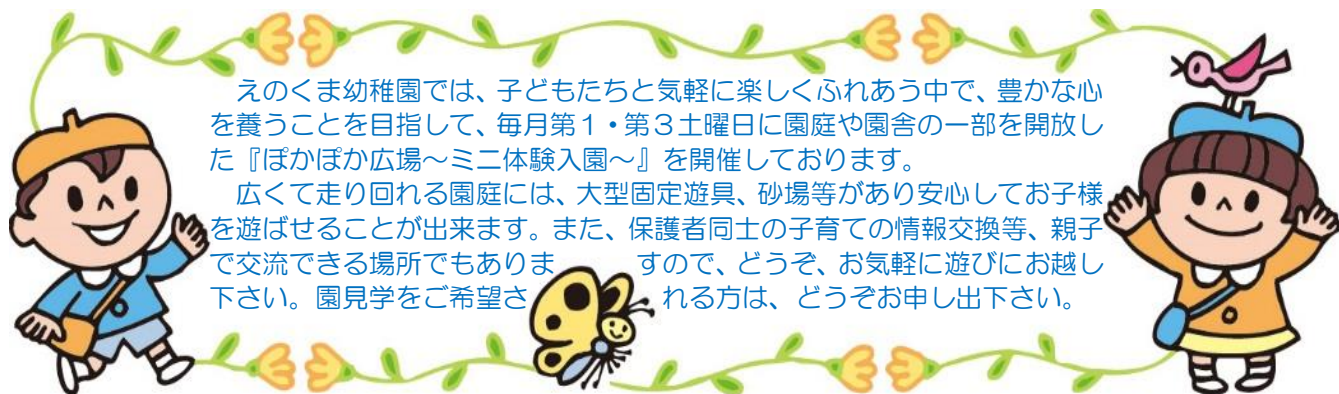 えのくま幼稚園では、子どもたちと気軽に楽しくふれあう中で、豊かな心
を養うことを目指して、毎月第１・第３土曜日に園庭や園舎の一部を開放し
た『ぽかぽか広場～ミニ体験入園～』を開催しております。
広くて走り回れる園庭には、大型固定遊具、砂場等があり安心してお子様
を遊ばせることが出来ます。また、保護者同士の子育ての情報交換等、親子
で交流できる場所でもありますので、どうぞ、お気軽に遊びにお越し
下さい。園見学をご希望される方は、どうぞお申し出下さい。